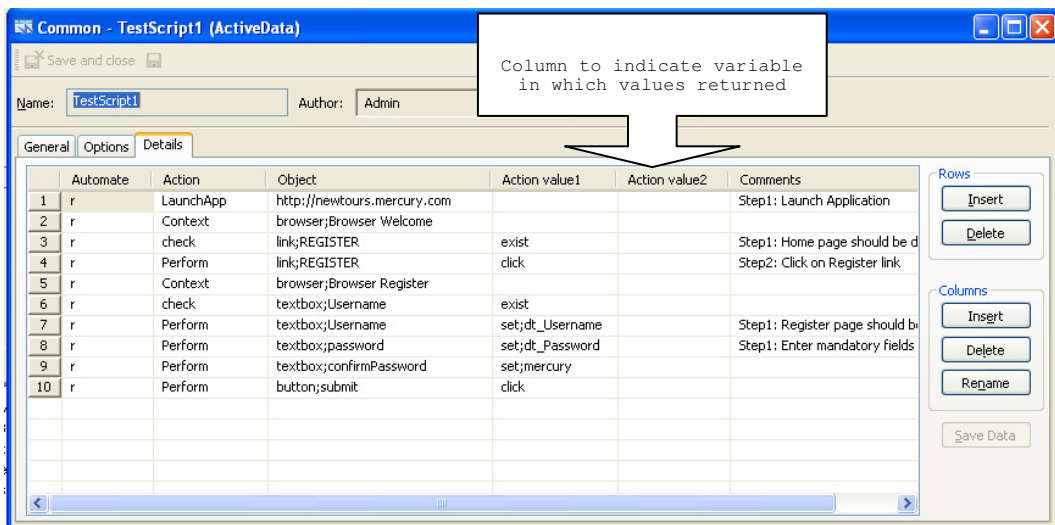 Common - TestScript1 (ActiveData)
Column to indicate variable
in which values returned
Save and close
Name: TestScript1 Author: Admin
General Options Details
Automate Action Object Action value1 Action value2 Comments
1 r LaunchApp http://newtours.mercury.com Step1: Launch Application
2 r Context browser;Browser Welcome
3 r check link;REGISTER exist Step1: Home page should be d
4 r Perform link;REGISTER click Step2: Click on Register link
5 r Context browser;Browser Register
6 r check textbox;Username exist
7 r Perform textbox;Username set;dt_Username Step1: Register page should b
8 r Perform textbox;password set;dt_Password Step1: Enter mandatory fields
9 r Perform textbox;confirmPassword set;mercury
10 r Perform button;submit click
Rows
Insert
Delete
Columns
Insert
Delete
Rename
Save Data